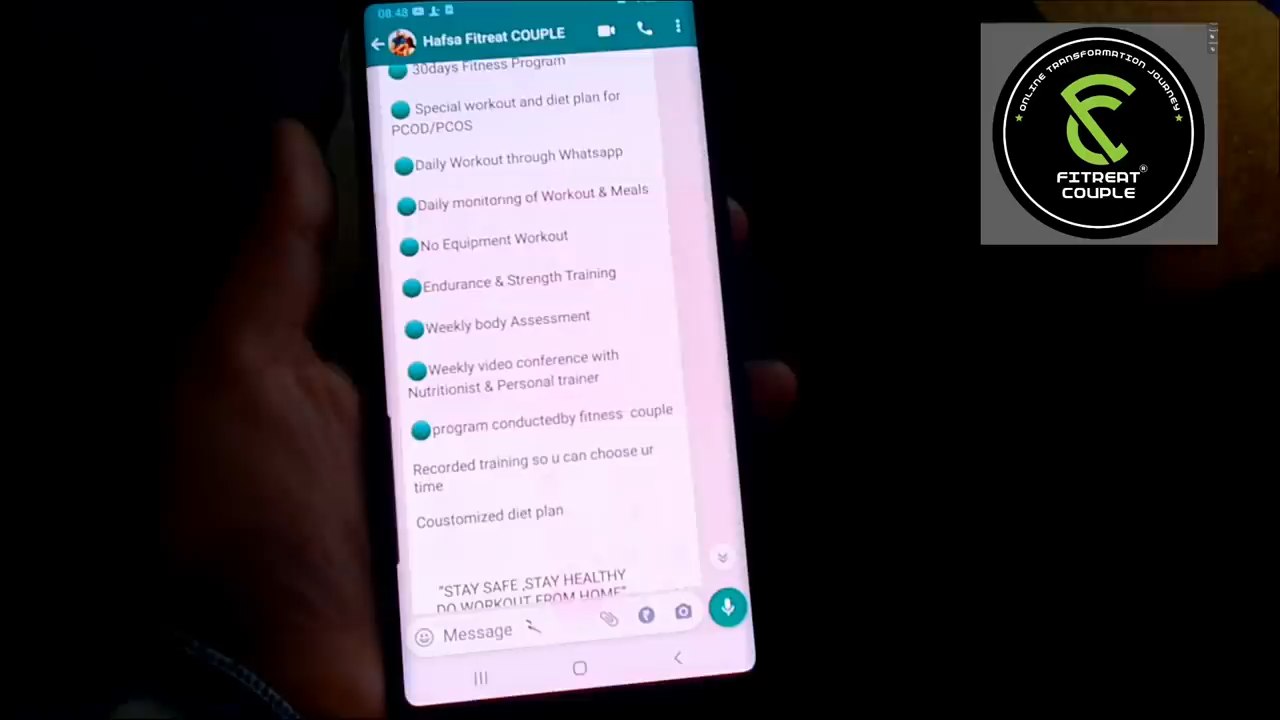 08:48
Hafsa Fitreat COUPLE
30days Fitness Program
Special workout and diet plan for
PCOD/PCOS
Daily Workout through Whatsapp
Daily monitoring of Workout & Meals
No Equipment Workout
Endurance & Strength Training
Weekly body Assessment
Weekly video conference with
Nutritionist & Personal trainer
program conductedby fitness couple
Recorded training so u can choose ur
time
Coustomized diet plan
"STAY SAFE ,STAY HEALTHY
DO WORKOUT FROM HOME"
Message
ONLINE TRANSFORMATION JOURNEY
FITREAT®
COUPLE